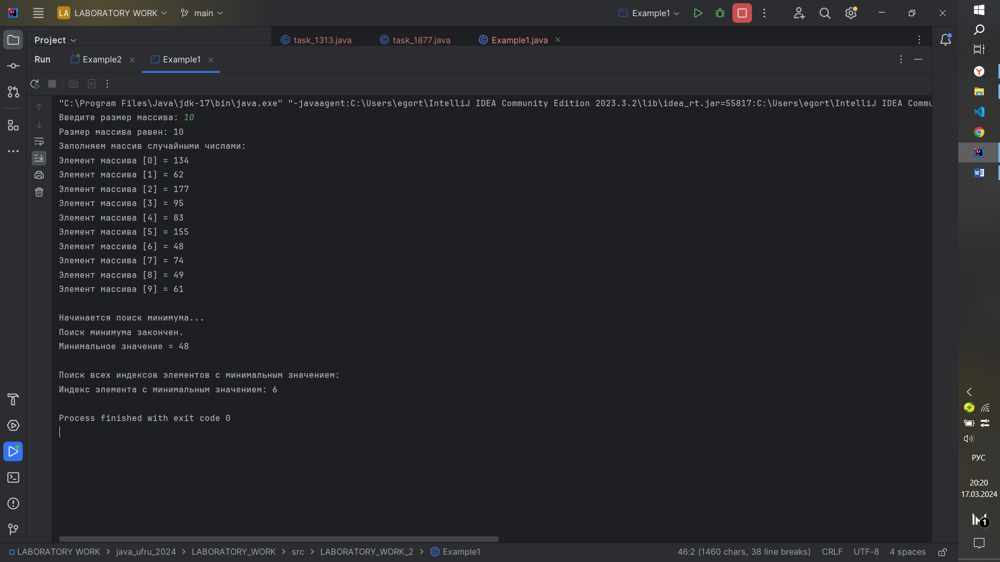 LA LABORATORY WORK main Example1
Project task_1313.java task_1877.java Example1.java
Run Example2 Example1
"C:\Program Files\Java\jdk-17\bin\java.exe" "-javaagent:C:\Users\egort\IntelliJ IDEA Community Edition 2023.3.2\lib\idea_rt.jar=55817:C:\Users\egort\IntelliJ IDEA Commu
Введите размер массива: 10
Размер массива равен: 10
Заполняем массив случайными числами:
Элемент массива [0] = 134
Элемент массива [1] = 62
Элемент массива [2] = 177
Элемент массива [3] = 95
Элемент массива [4] = 83
Элемент массива [5] = 155
Элемент массива [6] = 48
Элемент массива [7] = 74
Элемент массива [8] = 49
Элемент массива [9] = 61
Начинается поиск минимума...
Поиск минимума закончен.
Минимальное значение = 48
Поиск всех индексов элементов с минимальным значением:
Индекс элемента с минимальным значением: 6
Process finished with exit code 0
LABORATORY WORK > java_ufru_2024 > LABORATORY_WORK > src > LABORATORY_WORK_2 > Example1
46:2 (1460 chars, 38 line breaks) CRLF UTF-8 4 spaces
РУС
20:20
17.03.2024
1